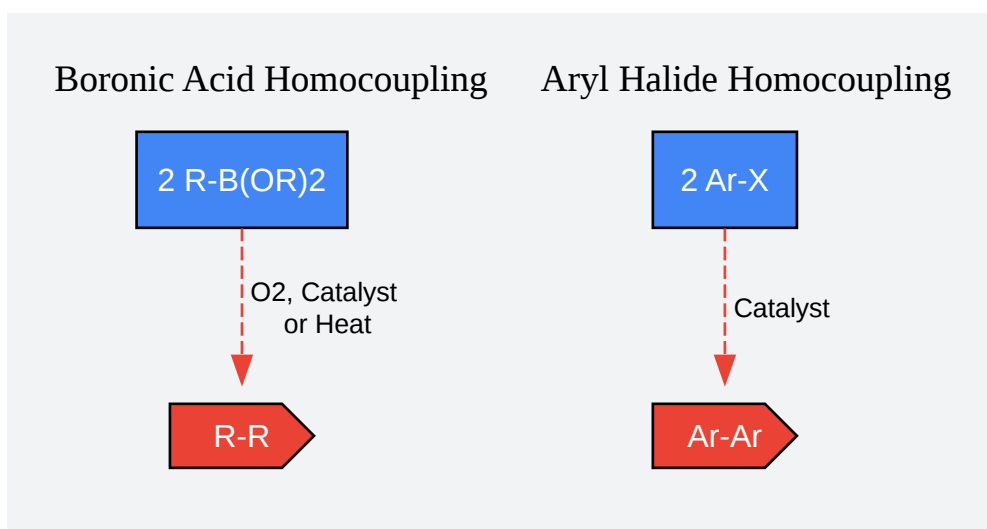 Boronic Acid Homocoupling
2 R-B(OR)2
O2, Catalyst
or Heat
R-R
Aryl Halide Homocoupling
2 Ar-X
Catalyst
Ar-Ar